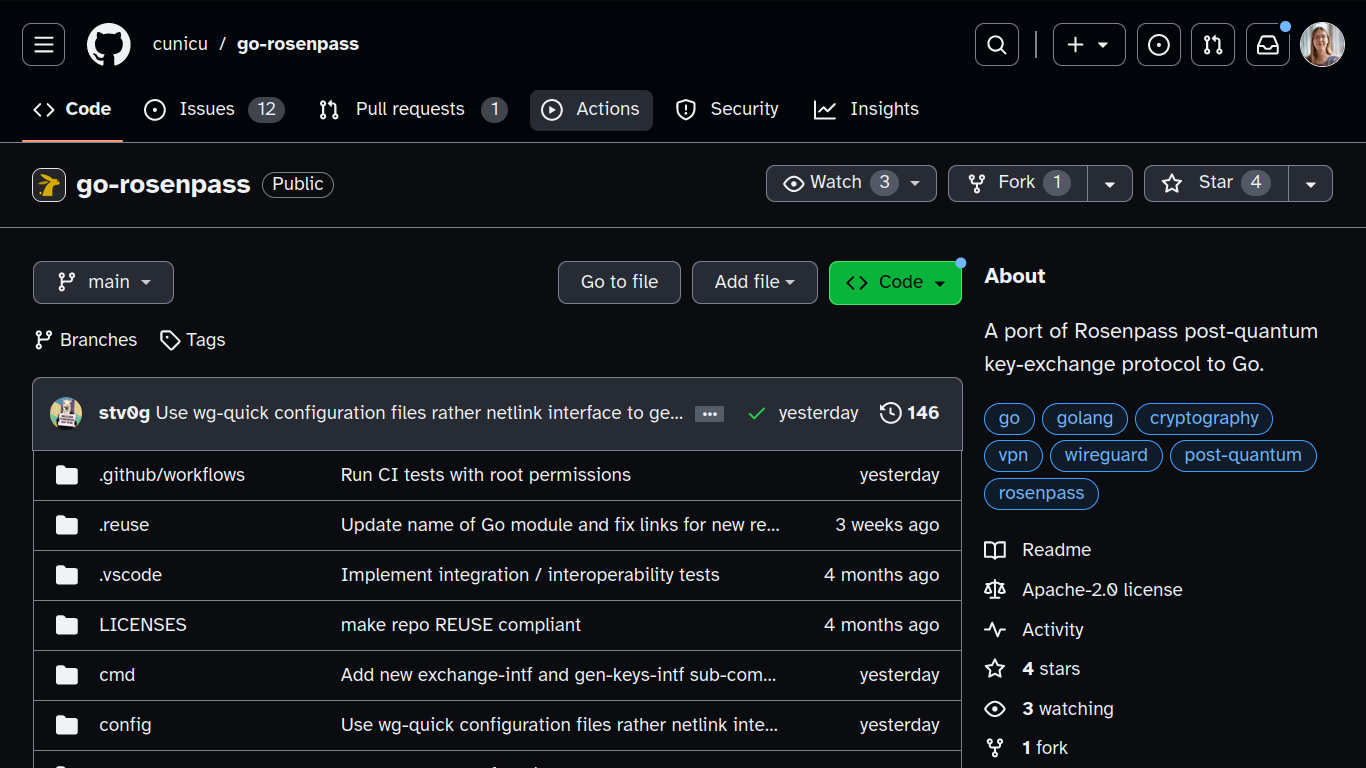 cunicu / go-rosenpass
Code Issues 12 Pull requests 1 Actions Security Insights
go-rosenpass Public Watch 3 Fork 1 Star 4
main Go to file Add file Code
Branches Tags
stv0g Use wg-quick configuration files rather netlink interface to ge... ... yesterday 146
.github/workflows Run CI tests with root permissions yesterday
.reuse Update name of Go module and fix links for new re... 3 weeks ago
.vscode Implement integration / interoperability tests 4 months ago
LICENSES make repo REUSE compliant 4 months ago
cmd Add new exchange-intf and gen-keys-intf sub-com... yesterday
config Use wg-quick configuration files rather netlink inte... yesterday
About
A port of Rosenpass post-quantum
key-exchange protocol to Go.
go golang cryptography
vpn wireguard post-quantum
rosenpass
Readme
Apache-2.0 license
Activity
4 stars
3 watching
1 fork